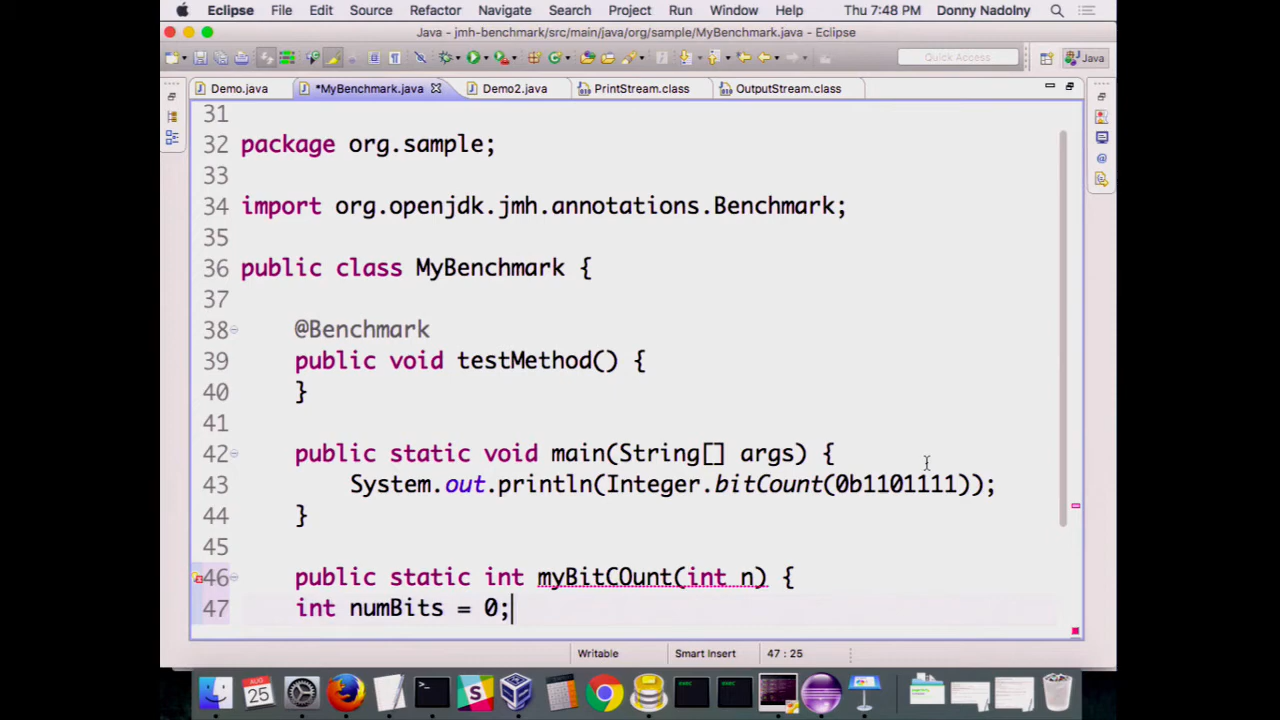 Eclipse File Edit Source Refactor Navigate Search Project Run Window Help Thu 7:48 PM Donny Nadolny
Java - jmh-benchmark/src/main/java/org/sample/MyBenchmark.java - Eclipse
Quick Access Java
Demo.java *MyBenchmark.java Demo2.java PrintStream.class OutputStream.class
31
32 package org.sample;
33
34 import org.openjdk.jmh.annotations.Benchmark;
35
36 public class MyBenchmark {
37
38 @Benchmark
39 public void testMethod() {
40 }
41
42 public static void main(String[] args) {
43 System.out.println(Integer.bitCount(0b1101111));
44 }
45
46 public static int myBitCOunt(int n) {
47 int numBits = 0;
Writable Smart Insert 47 : 25
AUG
25